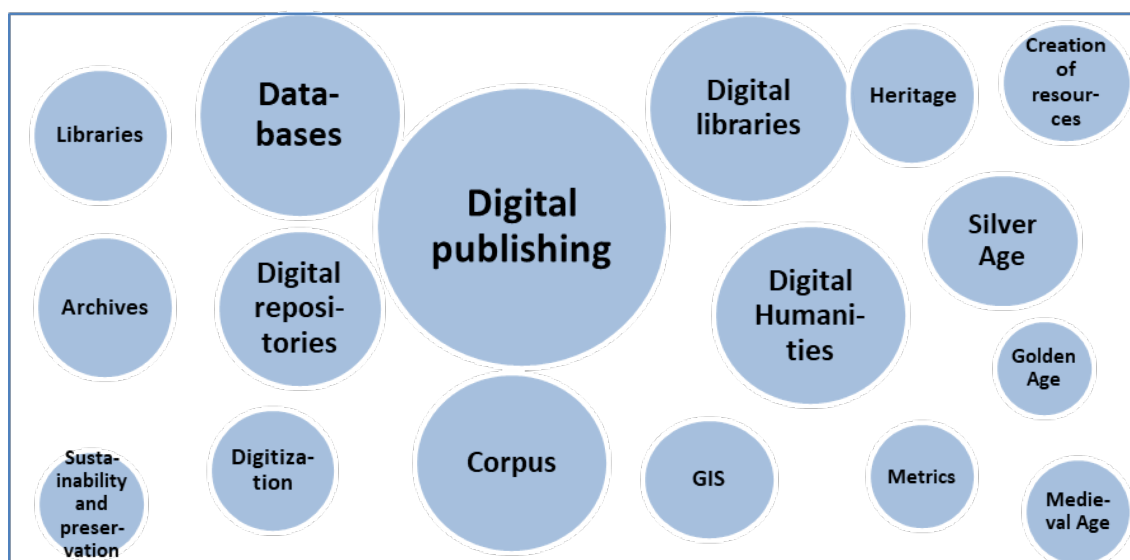 Libraries
Data-
bases
Digital
publishing
Digital
libraries
Heritage
Creation
of
resour-
ces
Archives
Digital
reposi-
tories
Digital
Humani-
ties
Silver
Age
Golden
Age
Susta-
inability
and
preser-
vation
Digitiza-
tion
Corpus
GIS
Metrics
Medie-
val Age